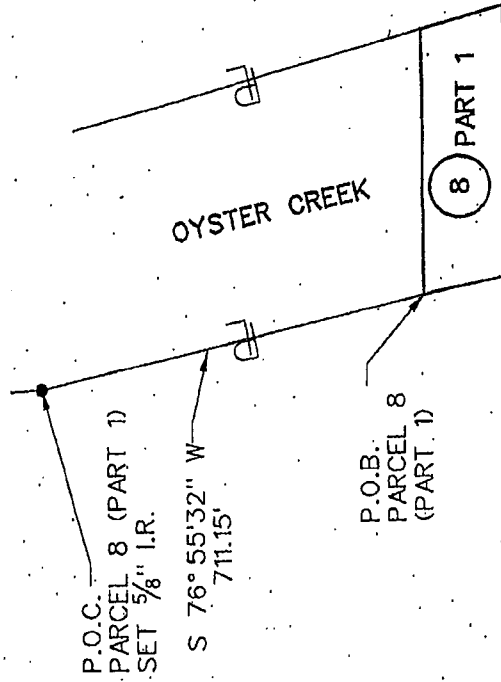 P.O.C.
PARCEL 8 (PART 1)
SET 5/8" I.R.
S 76° 55'32" W
711.15'
P.O.B.
PARCEL 8
(PART 1)
OYSTER CREEK
8 PART 1